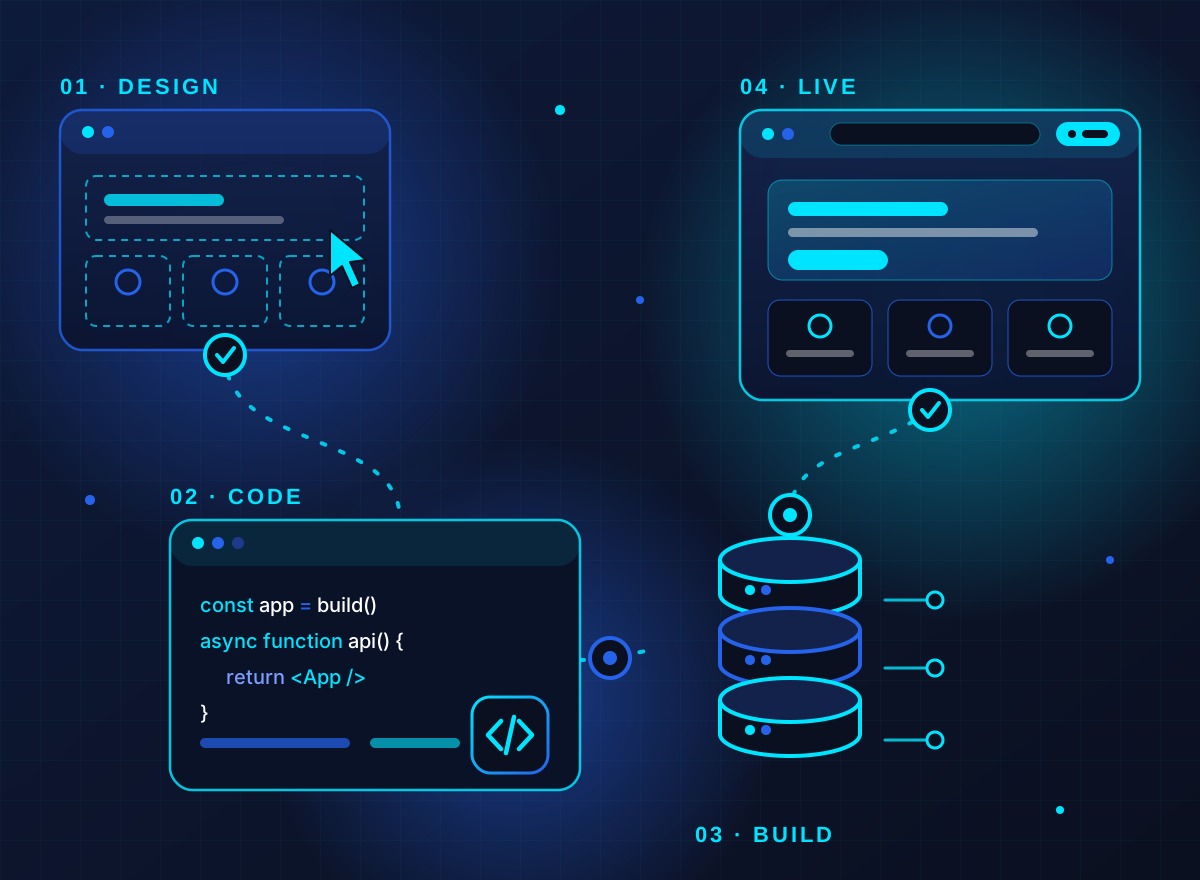 01 · DESIGN
04 · LIVE
02 · CODE
const app = build()
async function api() {
return <App />
}
</>
03 · BUILD